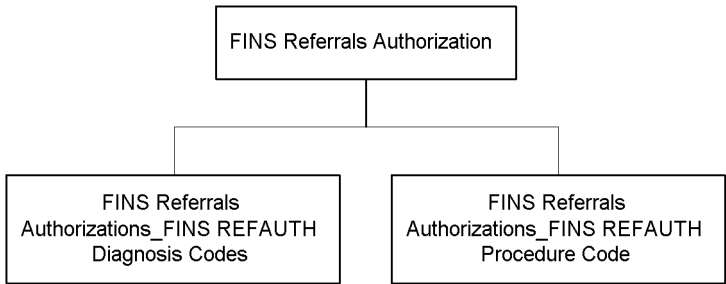 FINS Referrals Authorization
FINS Referrals
Authorizations_FINS REFAUTH
Diagnosis Codes
FINS Referrals
Authorizations_FINS REFAUTH
Procedure Code